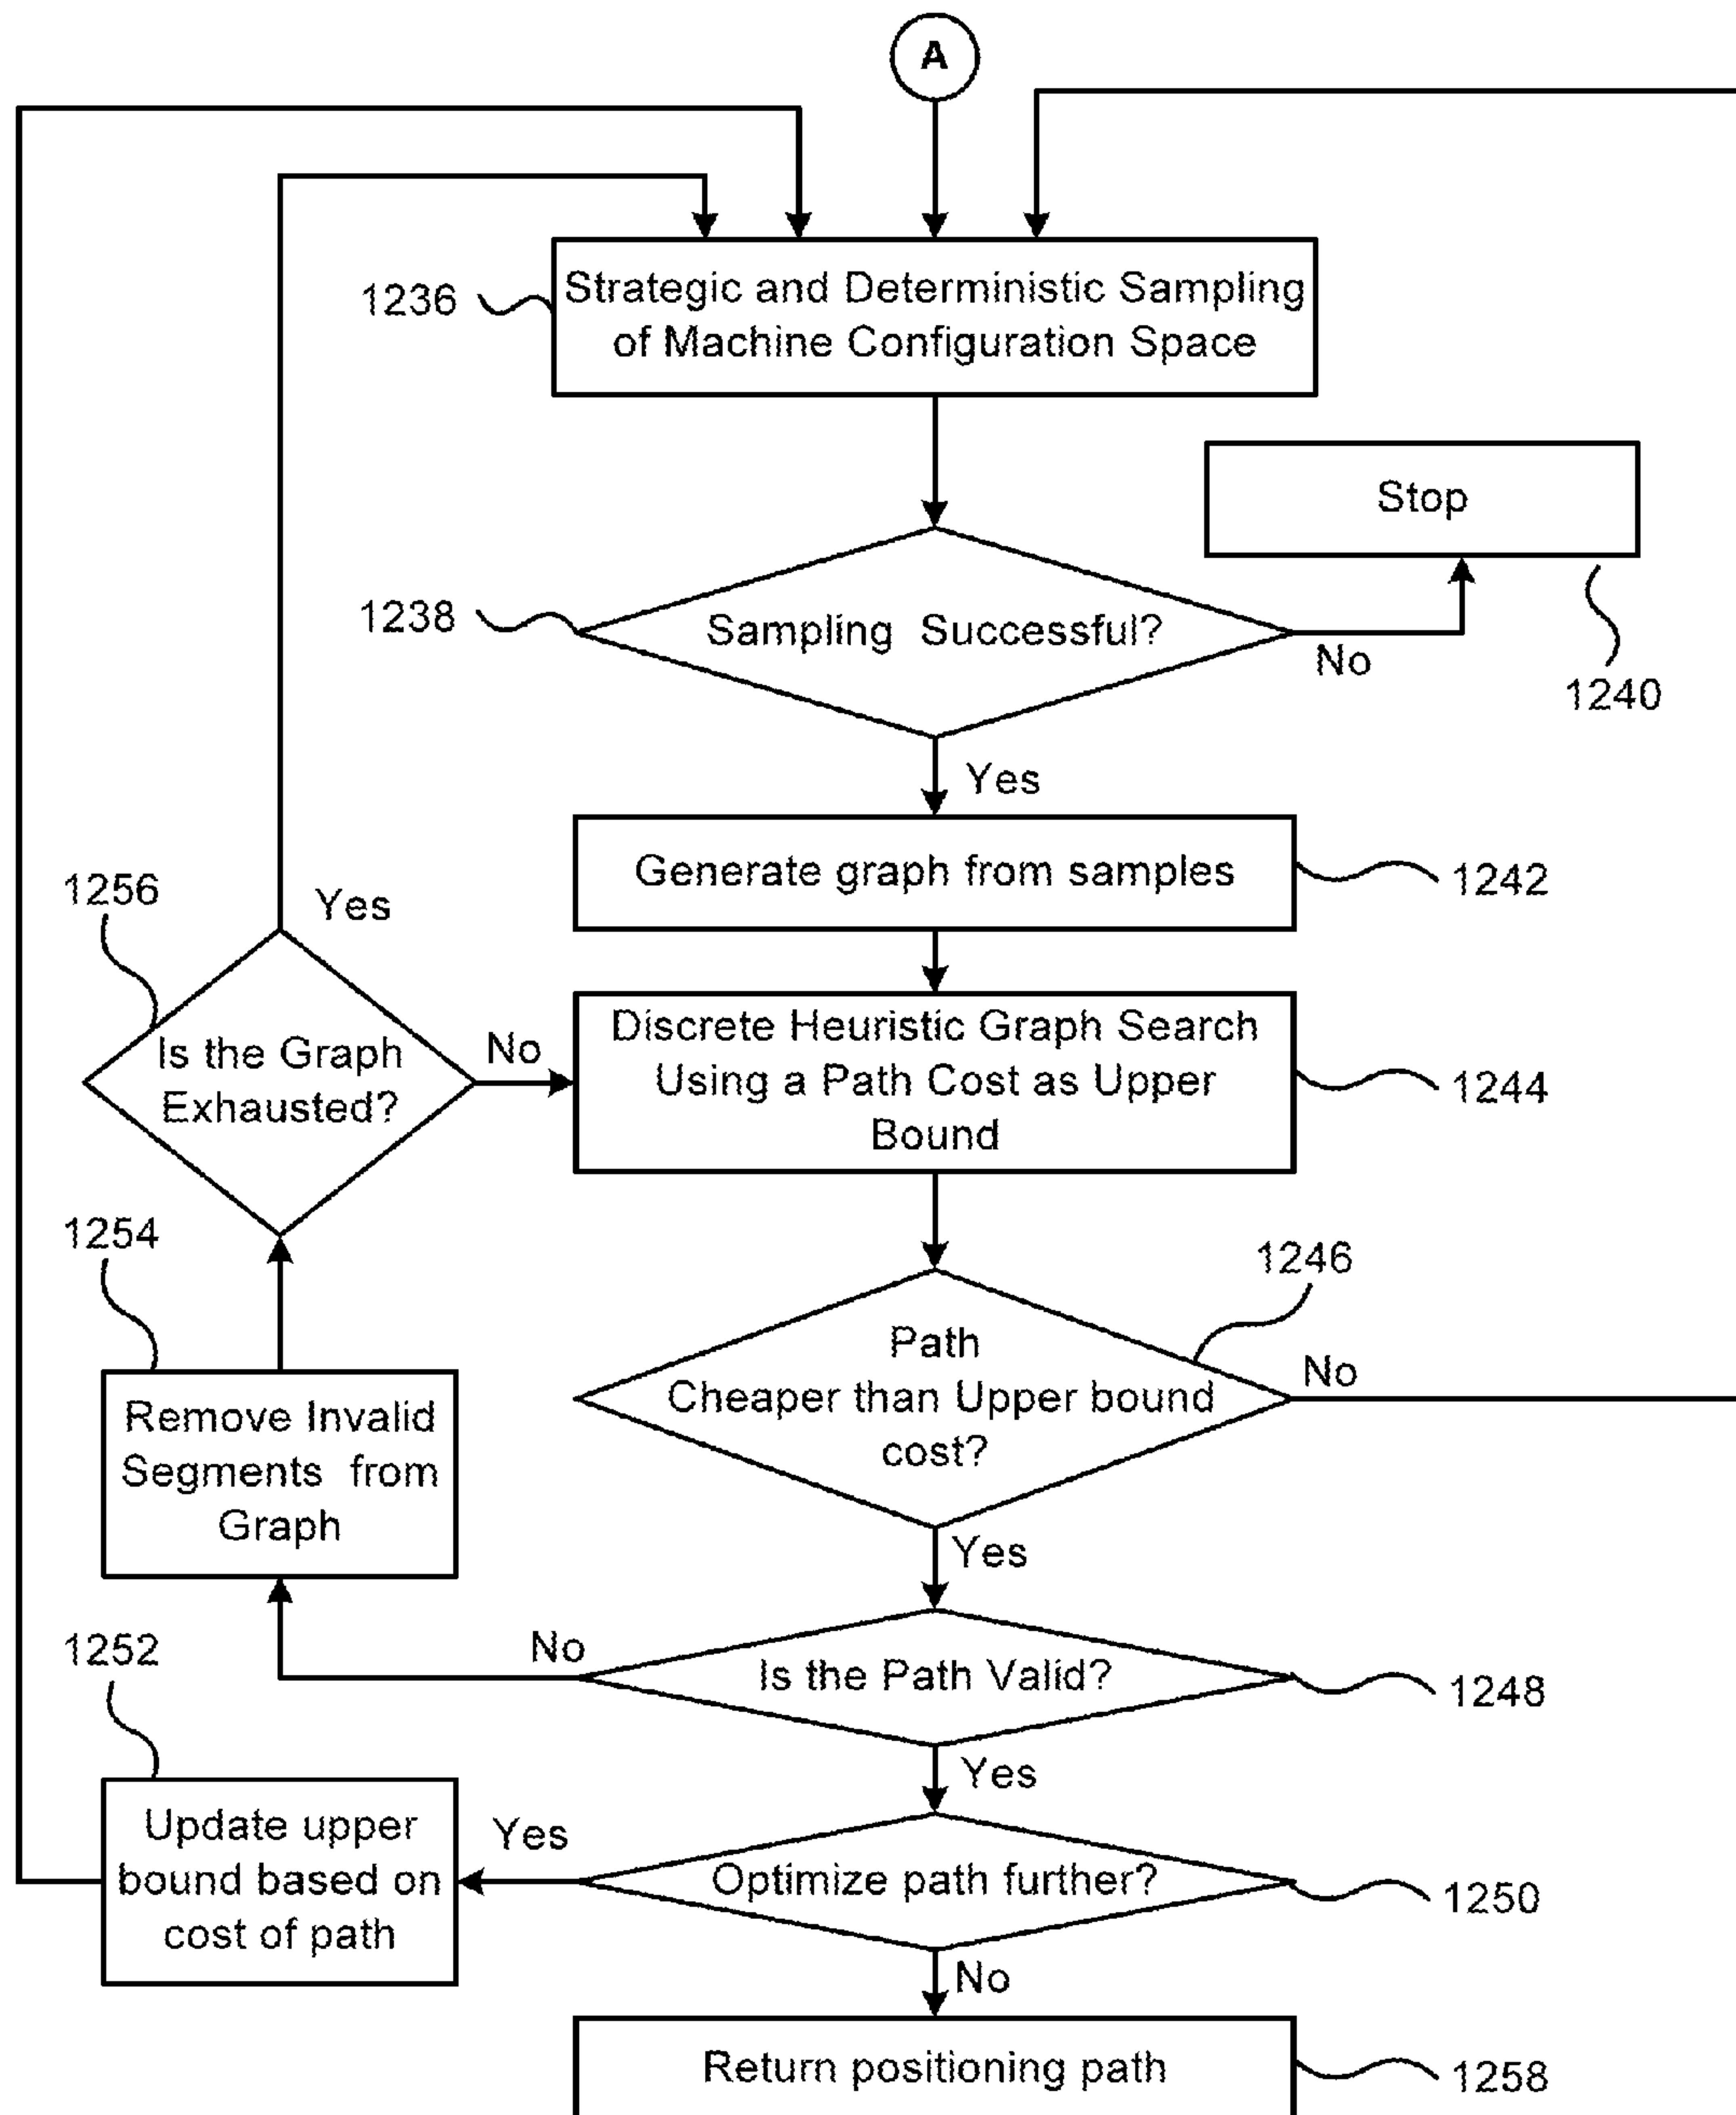 A
1236
Strategic and Deterministic Sampling
of Machine Configuration Space
Stop
1240
1238
Sampling Successful?
No
Yes
Generate graph from samples
1242
1256
Yes
Is the Graph
Exhausted?
No
Discrete Heuristic Graph Search
Using a Path Cost as Upper
Bound
1244
1254
Remove Invalid
Segments from
Graph
1246
Path
Cheaper than Upper bound
cost?
No
Yes
No
Is the Path Valid?
1248
Yes
1252
Update upper
bound based on
cost of path
Yes
Optimize path further?
1250
No
Return positioning path
1258